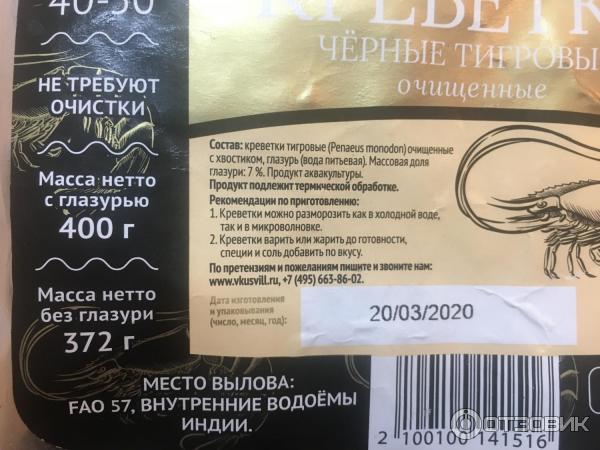 40-50
НЕ ТРЕБУЮТ
ОЧИСТКИ
Масса нетто
с глазурью
400 г
Масса нетто
без глазури
372 г
МЕСТО ВЫЛОВА:
FAO 57, ВНУТРЕННИЕ ВОДОЁМЫ
ИНДИИ.
КРЕВЕТК
ЧЁРНЫЕ ТИГРОВЫ
очищенные
Состав: креветки тигровые (Penaeus monodon) очищенные
с хвостиком, глазурь (вода питьевая). Массовая доля
глазури: 7 %. Продукт аквакультуры.
Продукт подлежит термической обработке.
Рекомендации по приготовлению:
1. Креветки можно разморозить как в холодной воде,
так и в микроволновке.
2. Креветки варить или жарить до готовности,
специи и соль добавить по вкусу.
По претензиям и пожеланиям пишите и звоните нам:
www.vkusvill.ru, +7 (495) 663-86-02.
Дата изготовления
и упаковывания
(число, месяц, год):
20/03/2020
2 100100 141516
ОТЗОВИК